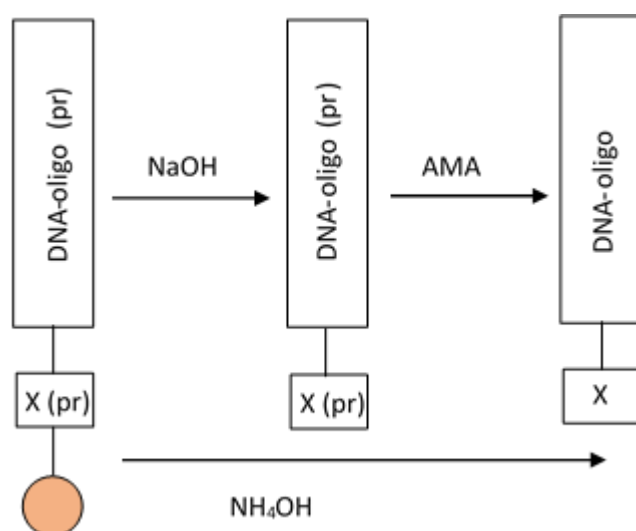 DNA-oligo (pr)
NaOH
DNA-oligo (pr)
AMA
DNA-oligo
X (pr)
X (pr)
X
NH₄OH